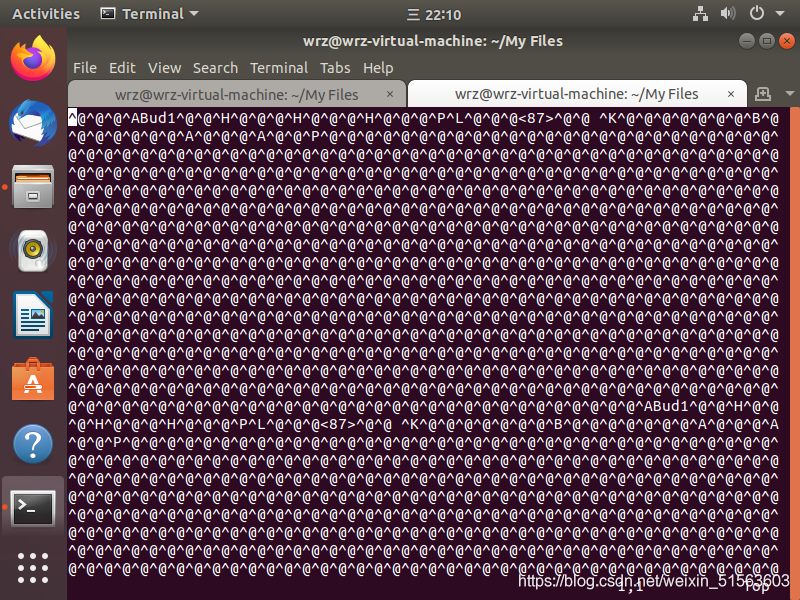 Activities
Terminal
三 22:10
wrz@wrz-virtual-machine: ~/My Files
File Edit View Search Terminal Tabs Help
wrz@wrz-virtual-machine: ~/My Files × wrz@wrz-virtual-machine: ~/My Files ×
^@^@^@^ABud1^@^@^H^@^@^@^H^@^@^@^H^@^@^@^P^L^@^@^@<87>^@^@ ^K^@^@^@^@^@^@^@^B^@
^@^@^@^@^@^@^A^@^@^@^A^@^@^P^@^@^@^@^@^@^@^@^@^@^@^@^@^@^@^@^@^@^@^@^@^@^@^@^@^
@^@^@^@^@^@^@^@^@^@^@^@^@^@^@^@^@^@^@^@^@^@^@^@^@^@^@^@^@^@^@^@^@^@^@^@^@^@^@^@
^@^@^@^@^@^@^@^@^@^@^@^@^@^@^@^@^@^@^@^@^@^@^@^@^@^@^@^@^@^@^@^@^@^@^@^@^@^@^@^
@^@^@^@^@^@^@^@^@^@^@^@^@^@^@^@^@^@^@^@^@^@^@^@^@^@^@^@^@^@^@^@^@^@^@^@^@^@^@^@
^@^@^@^@^@^@^@^@^@^@^@^@^@^@^@^@^@^@^@^@^@^@^@^@^@^@^@^@^@^@^@^@^@^@^@^@^@^@^@^
@^@^@^@^@^@^@^@^@^@^@^@^@^@^@^@^@^@^@^@^@^@^@^@^@^@^@^@^@^@^@^@^@^@^@^@^@^@^@^@
^@^@^@^@^@^@^@^@^@^@^@^@^@^@^@^@^@^@^@^@^@^@^@^@^@^@^@^@^@^@^@^@^@^@^@^@^@^@^@^
@^@^@^@^@^@^@^@^@^@^@^@^@^@^@^@^@^@^@^@^@^@^@^@^@^@^@^@^@^@^@^@^@^@^@^@^@^@^@^@
^@^@^@^@^@^@^@^@^@^@^@^@^@^@^@^@^@^@^@^@^@^@^@^@^@^@^@^@^@^@^@^@^@^@^@^@^@^@^@^
@^@^@^@^@^@^@^@^@^@^@^@^@^@^@^@^@^@^@^@^@^@^@^@^@^@^@^@^@^@^@^@^@^@^@^@^@^@^@^@
^@^@^@^@^@^@^@^@^@^@^@^@^@^@^@^@^@^@^@^@^@^@^@^@^@^@^@^@^@^@^@^@^@^@^@^@^@^@^@^
@^@^@^@^@^@^@^@^@^@^@^@^@^@^@^@^@^@^@^@^@^@^@^@^@^@^@^@^@^@^@^@^@^@^@^@^@^@^@^@
^@^@^@^@^@^@^@^@^@^@^@^@^@^@^@^@^@^@^@^@^@^@^@^@^@^@^@^@^@^@^@^@^@^@^@^@^@^@^@^
@^@^@^@^@^@^@^@^@^@^@^@^@^@^@^@^@^@^@^@^@^@^@^@^@^@^@^@^@^@^@^@^@^@^@^@^@^@^@^@
^@^@^@^@^@^@^@^@^@^@^@^@^@^@^@^@^@^@^@^@^@^@^@^@^@^@^@^@^@^@^@^@^@^@^@^@^@^@^@^
@^@^@^@^@^@^@^@^@^@^@^@^@^@^@^@^@^@^@^@^@^@^@^@^@^@^@^@^@^@^@^@^ABud1^@^@^H^@^@
^@^H^@^@^@^H^@^@^@^P^L^@^@^@<87>^@^@ ^K^@^@^@^@^@^@^@^B^@^@^@^@^@^@^@^A^@^@^@^A
^@^@^P^@^@^@^@^@^@^@^@^@^@^@^@^@^@^@^@^@^@^@^@^@^@^@^@^@^@^@^@^@^@^@^@^@^@^@^@^
@^@^@^@^@^@^@^@^@^@^@^@^@^@^@^@^@^@^@^@^@^@^@^@^@^@^@^@^@^@^@^@^@^@^@^@^@^@^@^@
^@^@^@^@^@^@^@^@^@^@^@^@^@^@^@^@^@^@^@^@^@^@^@^@^@^@^@^@^@^@^@^@^@^@^@^@^@^@^@^
@^@^@^@^@^@^@^@^@^@^@^@^@^@^@^@^@^@^@^@^@^@^@^@^@^@^@^@^@^@^@^@^@^@^@^@^@^@^@^@
^@^@^@^@^@^@^@^@^@^@^@^@^@^@^@^@^@^@^@^@^@^@^@^@^@^@^@^@^@^@^@^@^@^@^@^@^@^@^@^
@^@^@^@^@^@^@^@^@^@^@^@^@^@^@^@^@^@^@^@^@^@^@^@^@^@^@^@^@^@^@^@^@^@^@^@^@^@^@^@
^@^@^@^@^@^@^@^@^@^@^@^@^@^@^@^@^@^@^@^@^@^@^@^@^@^@^@^@^@^@^@^@^@^@^@^@^@^@^@^
@^@^@^@^@^@^@^@^@^@^@^@^@^@^@^@^@^@^@^@^@^@^@^@^@^@^@^@^@^@^@^@^@^@^@^@^@^@^@^@
https://blog.csdn.net/weixin_51563603
1,1 Top